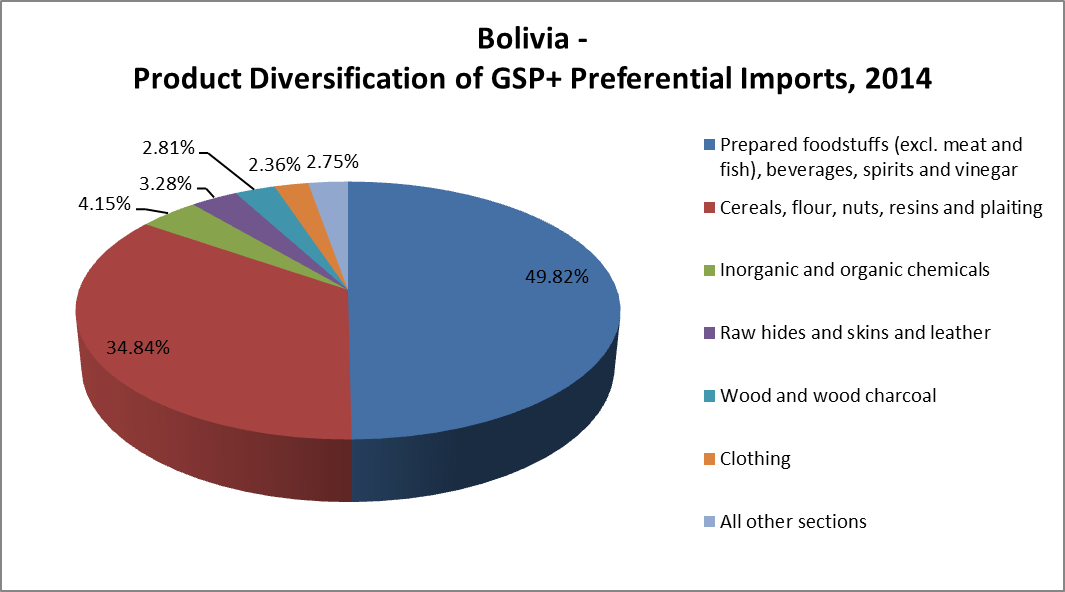 Bolivia -
Product Diversification of GSP+ Preferential Imports, 2014
2.81%
2.36%
2.75%
3.28%
4.15%
49.82%
34.84%
Prepared foodstuffs (excl. meat and
fish), beverages, spirits and vinegar
Cereals, flour, nuts, resins and plaiting
Inorganic and organic chemicals
Raw hides and skins and leather
Wood and wood charcoal
Clothing
All other sections